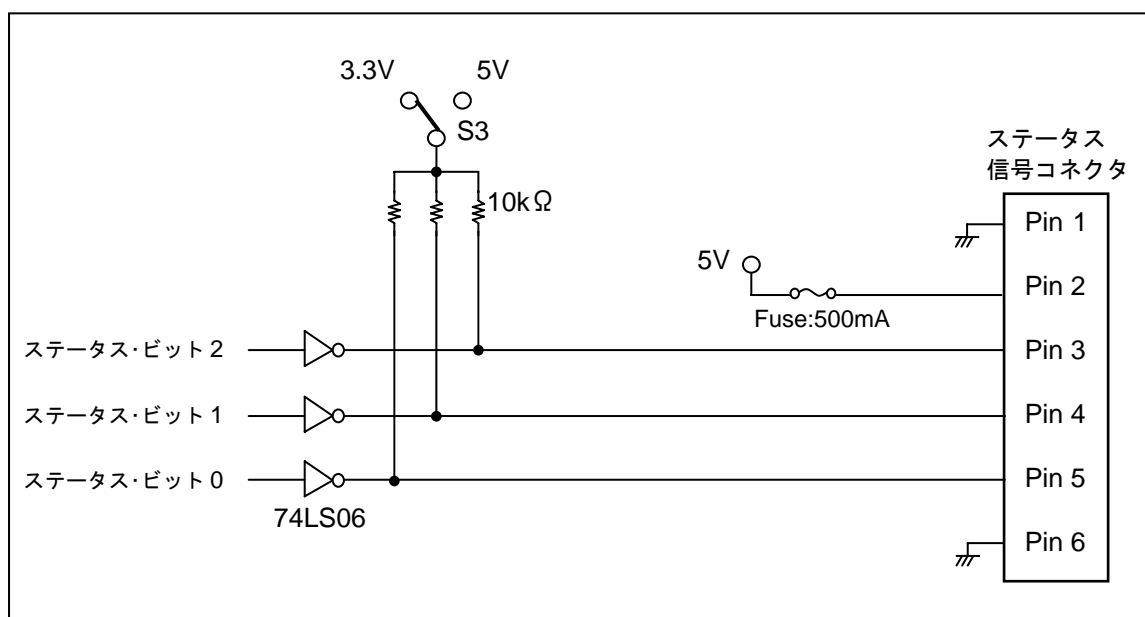 3.3V
5V
S3
10kΩ
ステータス
信号コネクタ
Pin 1
5V
Pin 2
Fuse:500mA
ステータス・ビット 2
Pin 3
ステータス・ビット 1
Pin 4
ステータス・ビット 0
Pin 5
74LS06
Pin 6